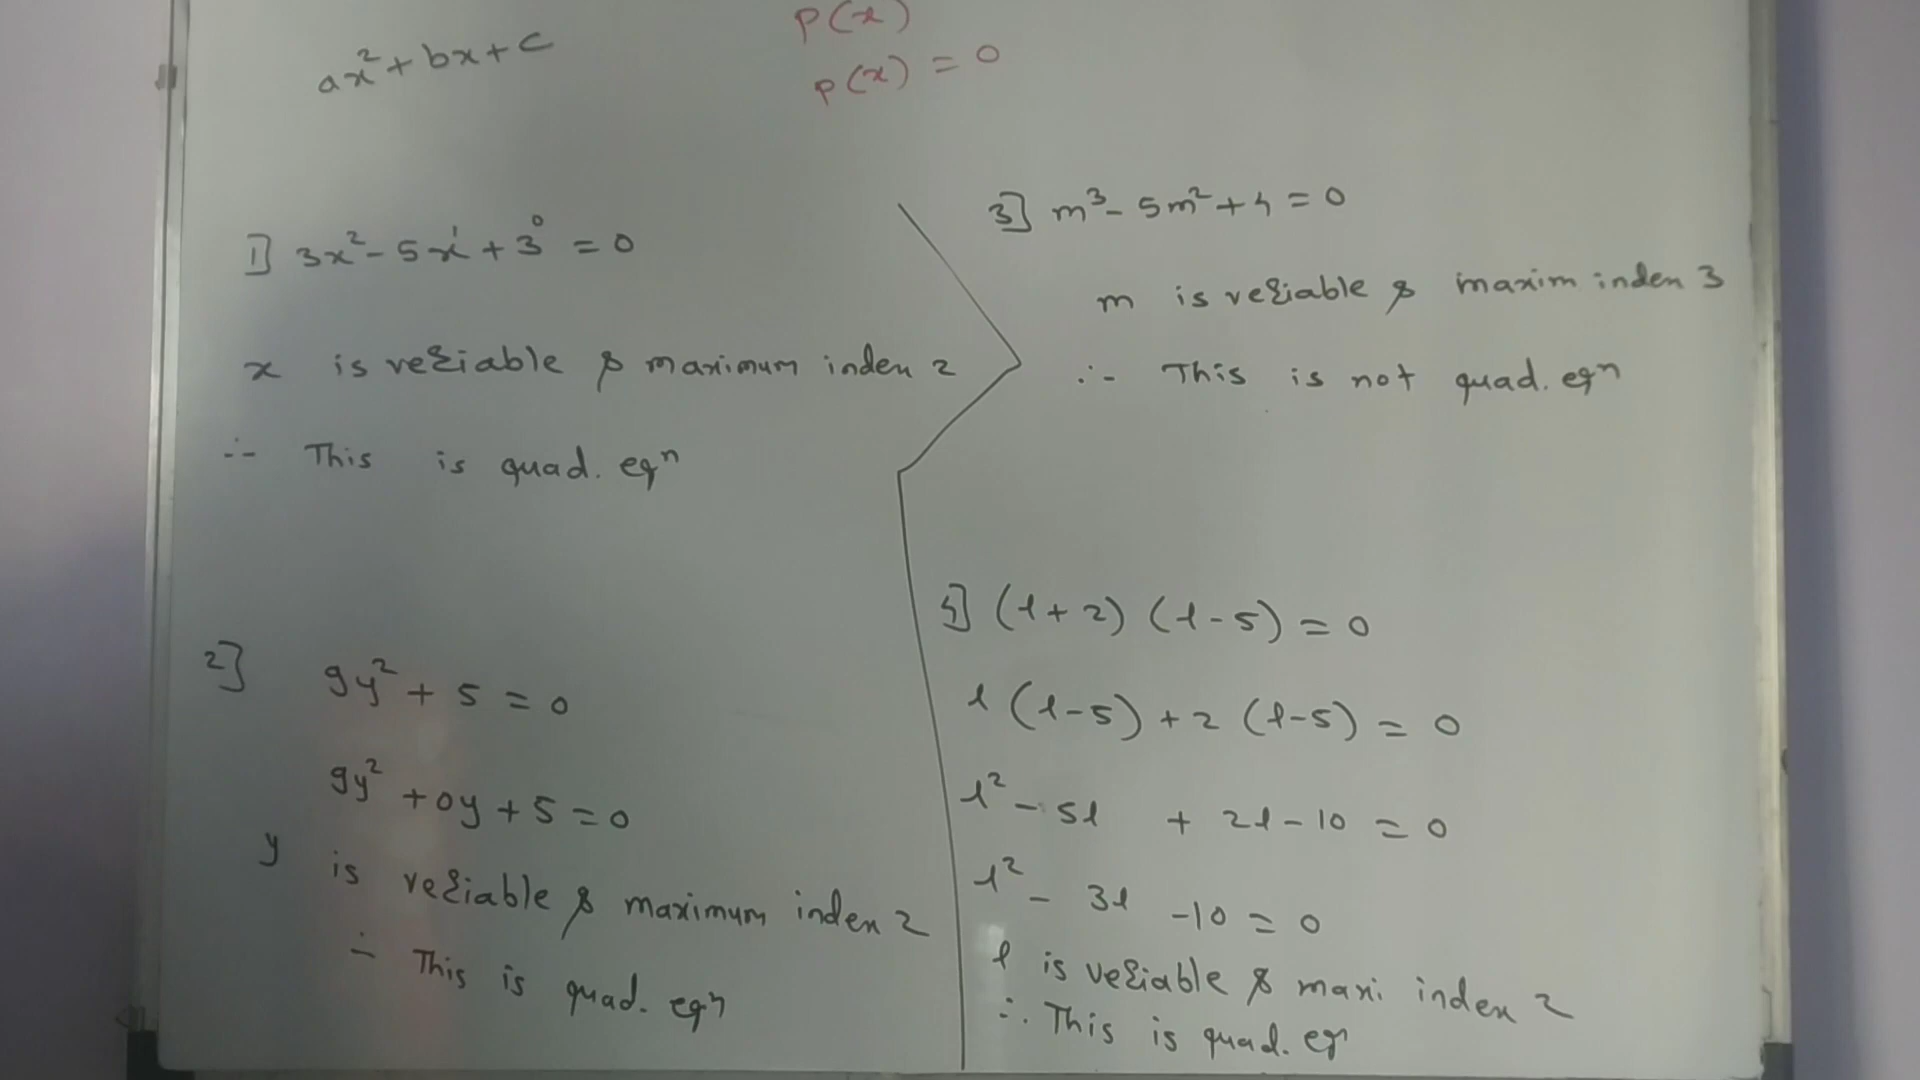 ax² + bx + c
p(x)
p(x) = 0
1] 3x² - 5x¹ + 3⁰ = 0
x is veriable & maximum index 2
∴ This is quad. eqⁿ
2] 9y² + 5 = 0
9y² + 0y + 5 = 0
y is veriable & maximum index 2
∴ This is quad. eqⁿ
3] m³ - 5m² + 4 = 0
m is veriable & maxim index 3
∴ This is not quad. eqⁿ
4] (l + 2) (l - 5) = 0
l (l - 5) + 2 (l - 5) = 0
l² - 5l + 2l - 10 = 0
l² - 3l - 10 = 0
l is veriable & maxi. index 2
∴ This is quad. eqⁿ